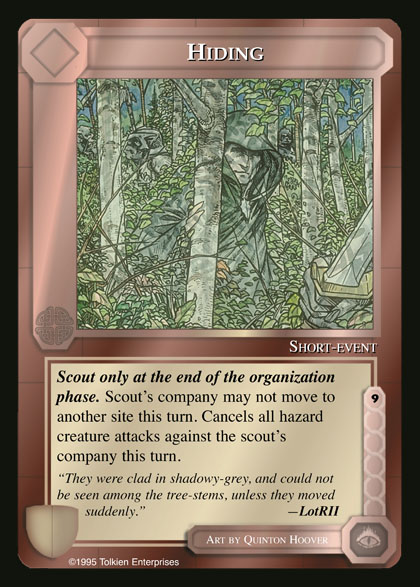 HIDING
SHORT-EVENT
Scout only at the end of the organization
phase. Scout's company may not move to
another site this turn. Cancels all hazard
creature attacks against the scout's
company this turn.
9
“They were clad in shadowy-grey, and could not
be seen among the tree-stems, unless they moved
suddenly.” —LotRII
ART BY QUINTON HOOVER
©1995 Tolkien Enterprises